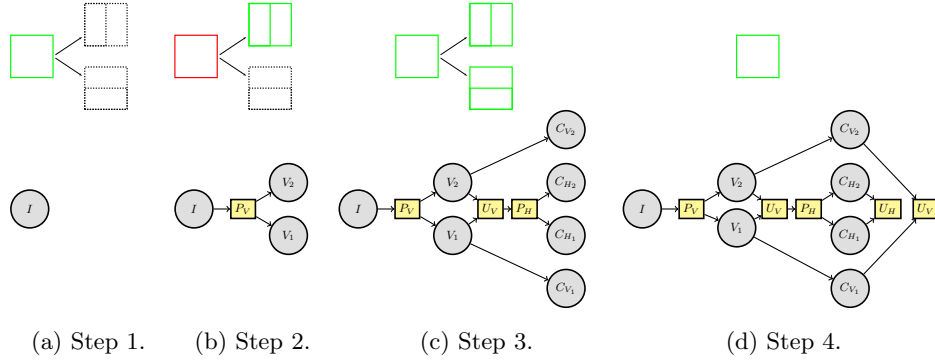 I
P_V
V_2
V_1
I
P_V
V_2
V_1
U_V
P_H
C_{V_2}
C_{H_2}
C_{H_1}
C_{V_1}
I
P_V
V_2
V_1
U_V
P_H
C_{V_2}
C_{H_2}
C_{H_1}
C_{V_1}
U_H
U_V
I
(a) Step 1.
(b) Step 2.
(c) Step 3.
(d) Step 4.